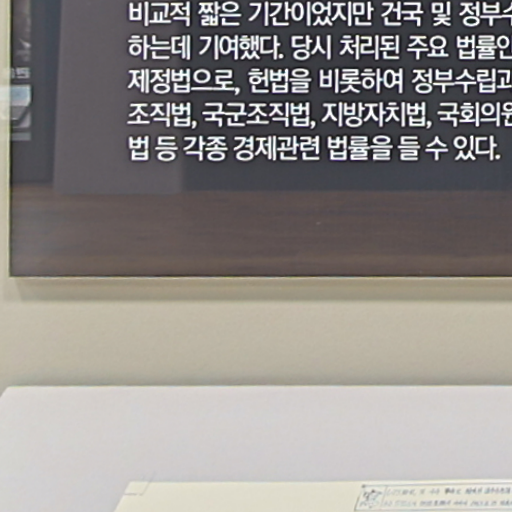 비교적 짧은 기간이었지만 건국 및 정부수
하는데 기여했다. 당시 처리된 주요 법률안
제정법으로, 헌법을 비롯하여 정부수립과
조직법, 국군조직법, 지방자치법, 국회의원
법 등 각종 경제관련 법률을 들 수 있다.